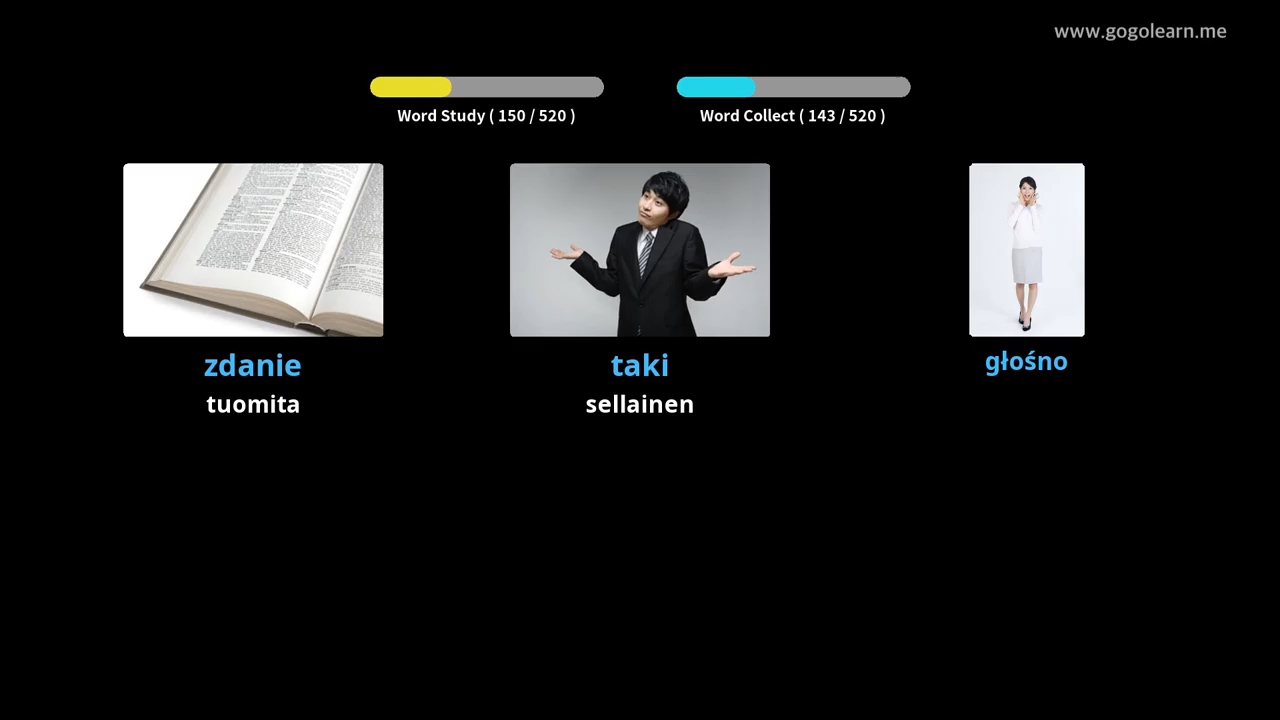 www.gogolearn.me
Word Study ( 150 / 520 )
Word Collect ( 143 / 520 )
zdanie
tuomita
taki
sellainen
głośno